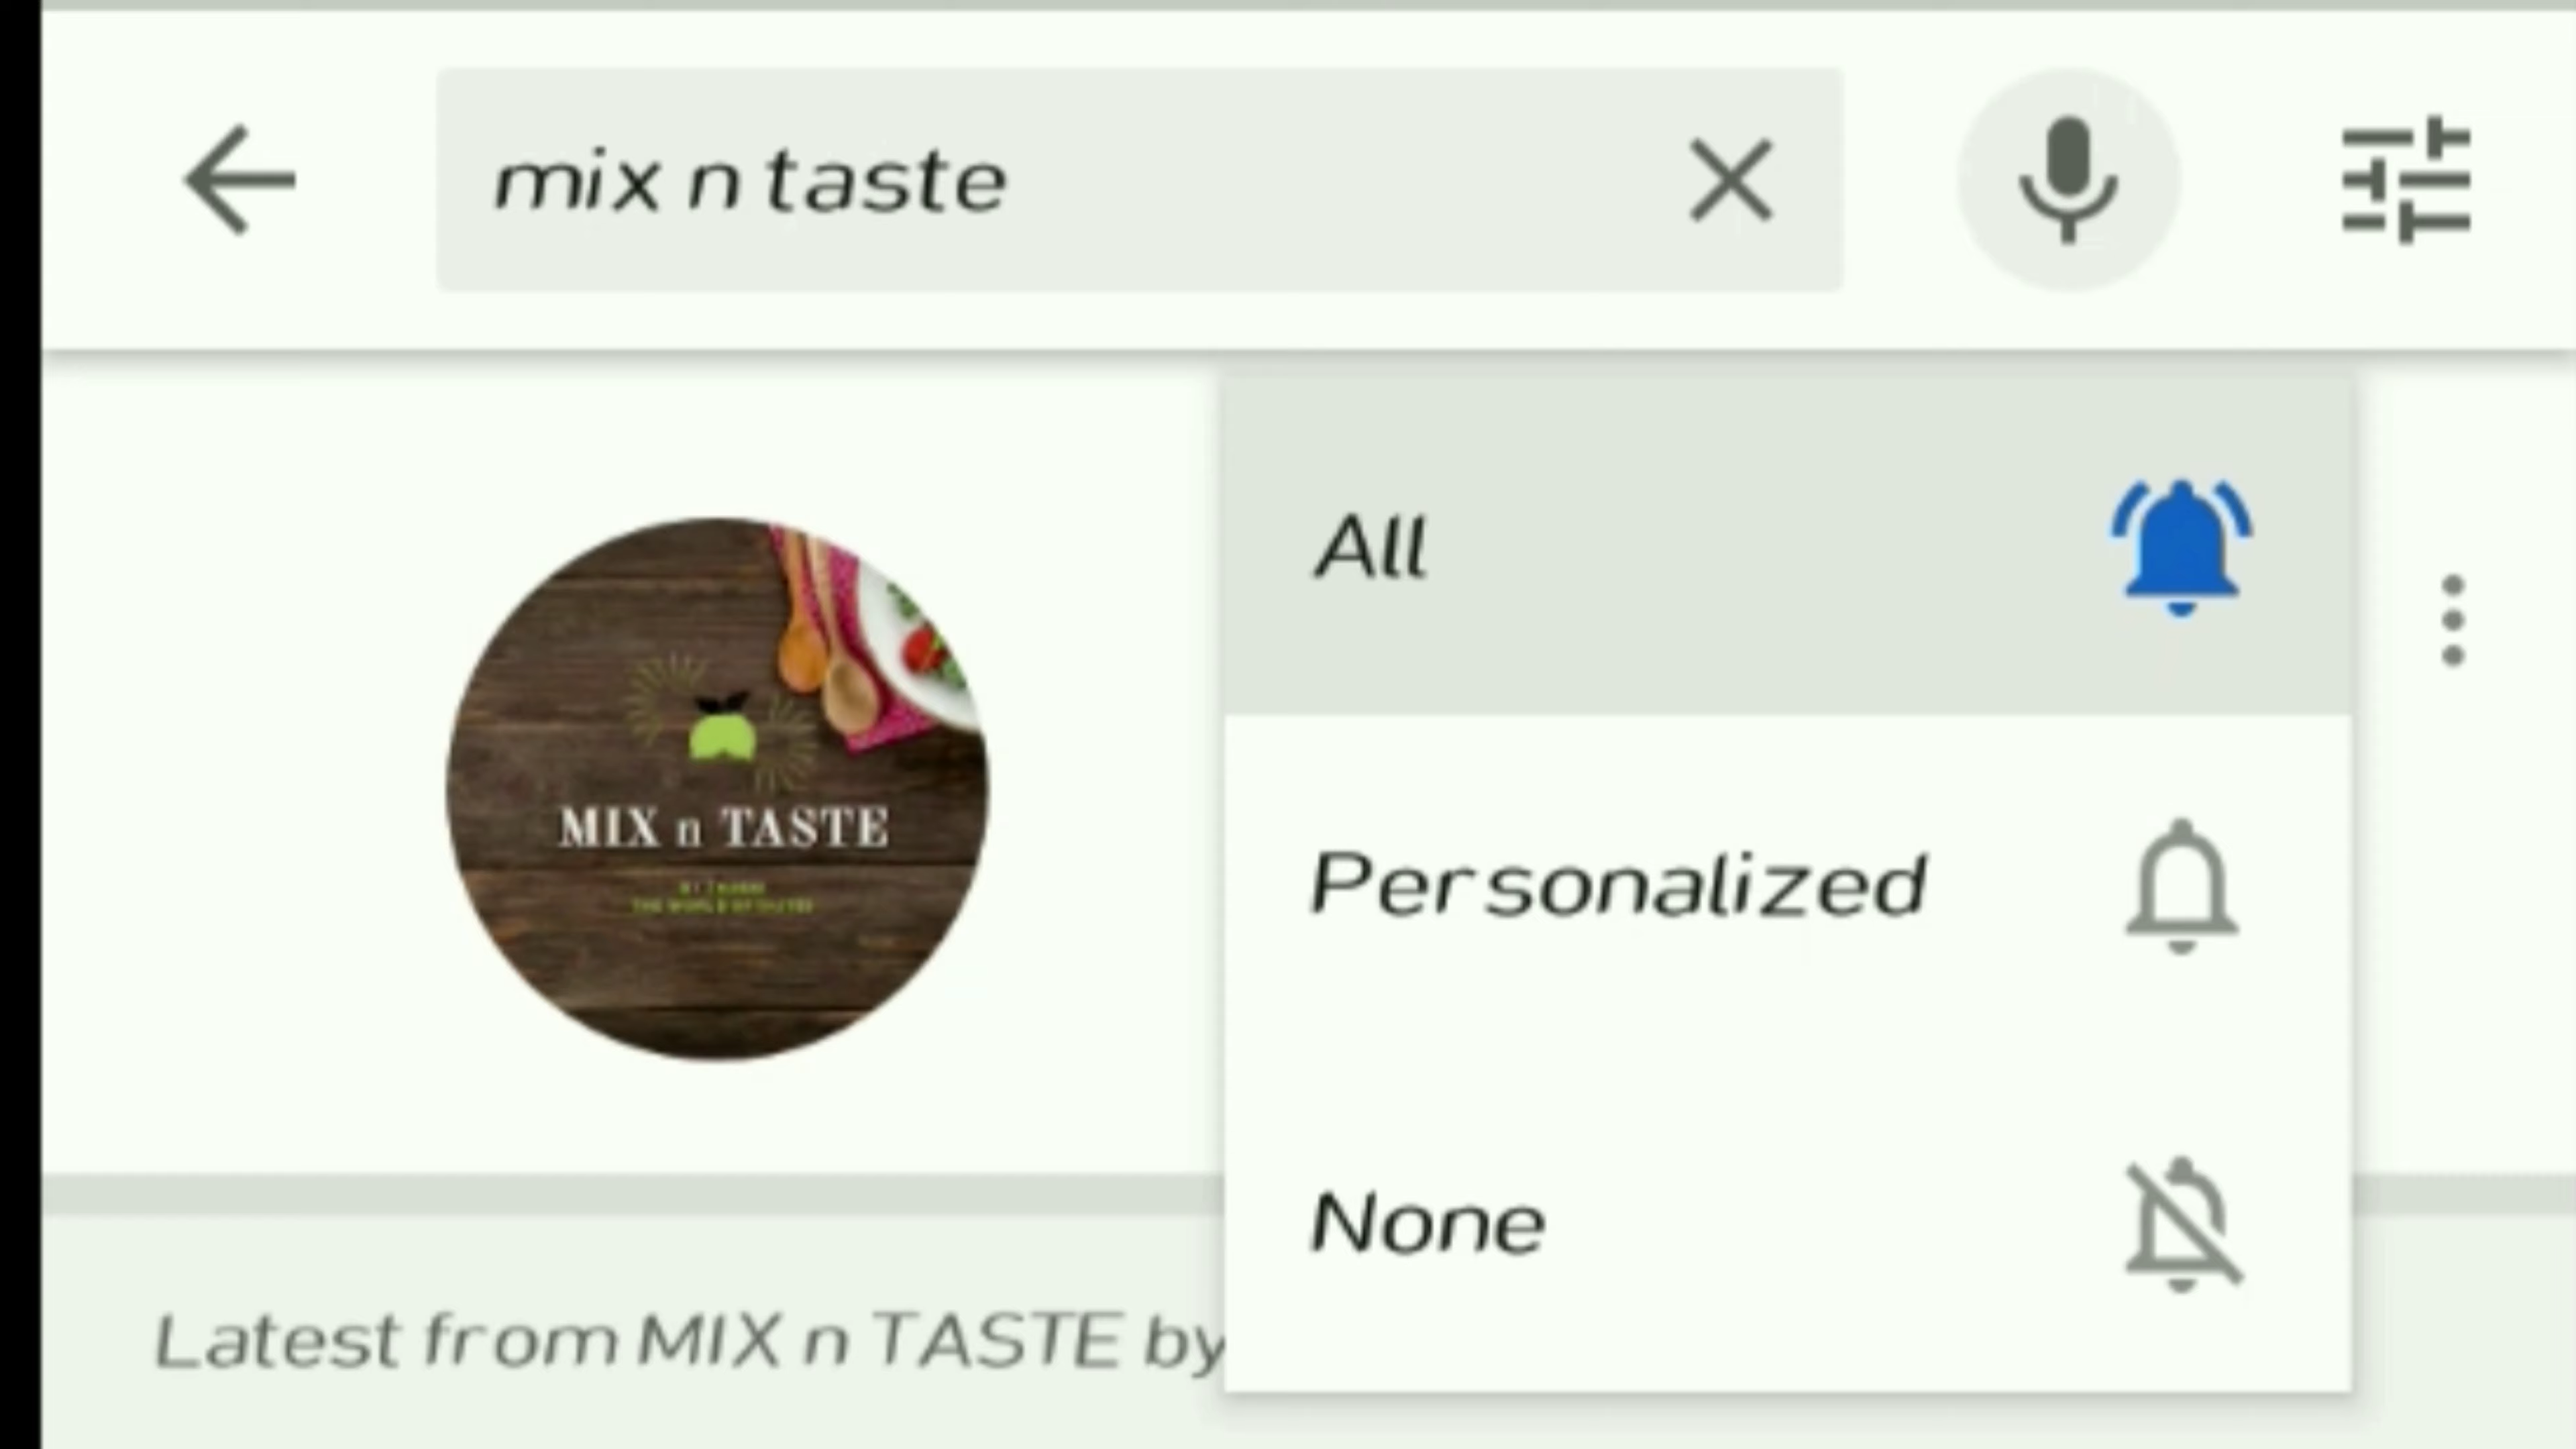 mix n taste
All
MIX n TASTE
Personalized
None
Latest from MIX n TASTE by